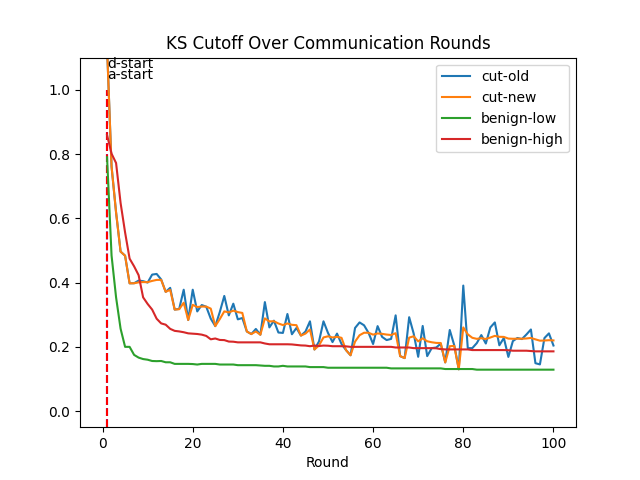 KS Cutoff Over Communication Rounds
d-start
a-start
cut-old
cut-new
benign-low
benign-high
1.0
0.8
0.6
0.4
0.2
0.0
0 20 40 60 80 100
Round